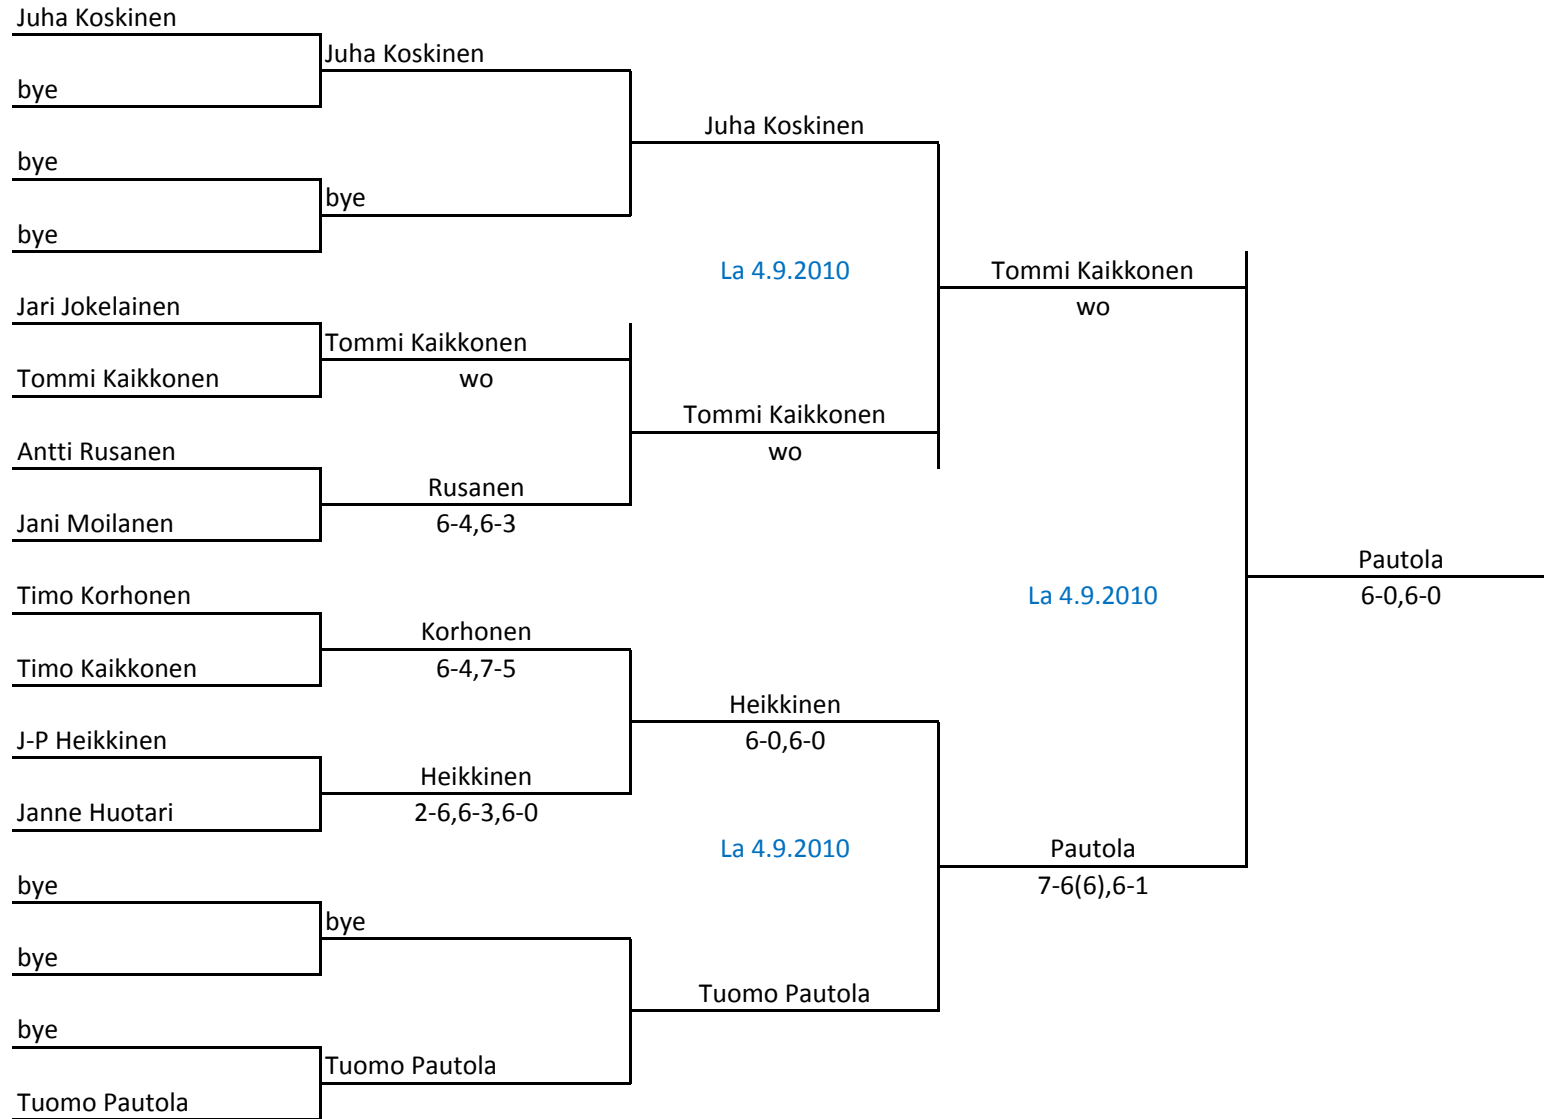 Juha Koskinen
bye
bye
bye
Jari Jokelainen
Tommi Kaikkonen
Antti Rusanen
Jani Moilanen
Timo Korhonen
Timo Kaikkonen
J-P Heikkinen
Janne Huotari
bye
bye
bye
Tuomo Pautola
Juha Koskinen
bye
Tommi Kaikkonen
wo
Rusanen
6-4,6-3
Korhonen
6-4,7-5
Heikkinen
2-6,6-3,6-0
bye
Tuomo Pautola
Juha Koskinen
La 4.9.2010
Tommi Kaikkonen
wo
Heikkinen
6-0,6-0
La 4.9.2010
Tuomo Pautola
Tommi Kaikkonen
wo
La 4.9.2010
Pautola
7-6(6),6-1
Pautola
6-0,6-0